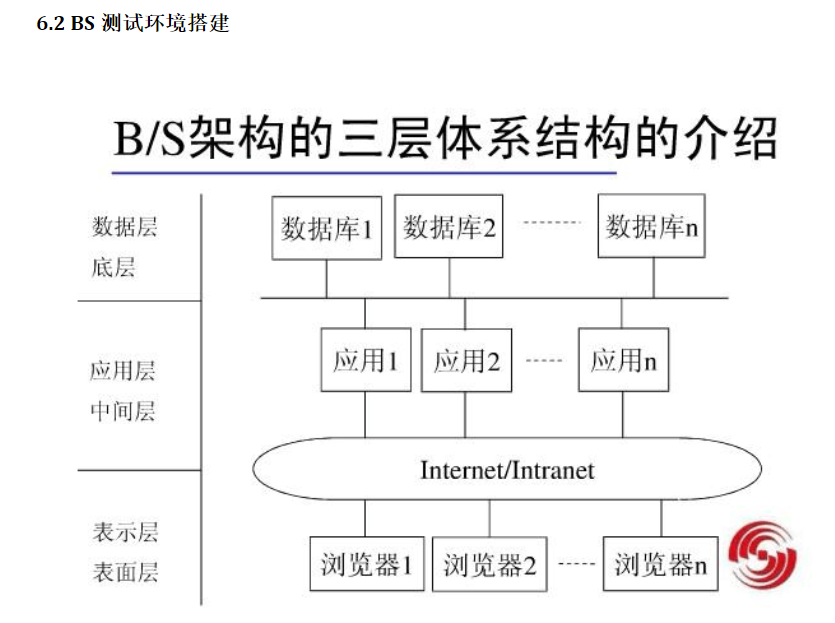 6.2 BS 测试环境搭建
B/S架构的三层体系结构的介绍
数据层
底层
数据库1 数据库2 数据库n
应用层
中间层
应用1 应用2 应用n
Internet/Intranet
表示层
表面层
浏览器1 浏览器2 浏览器n